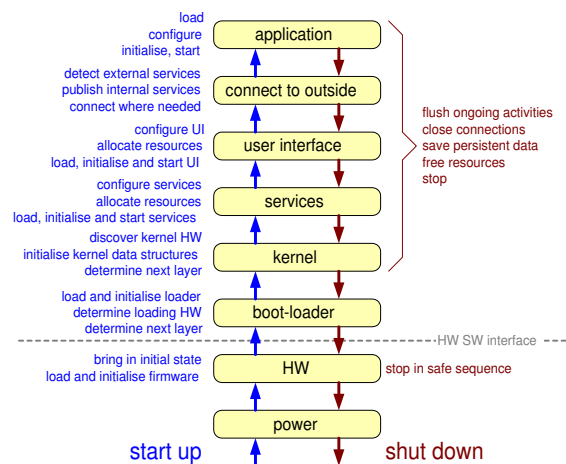 load
configure
initialise, start
application
detect external services
publish internal services
connect where needed
connect to outside
configure UI
allocate resources
load, initialise and start UI
user interface
configure services
allocate resources
load, initialise and start services
services
discover kernel HW
initialise kernel data structures
determine next layer
kernel
flush ongoing activities
close connections
save persistent data
free resources
stop
load and initialise loader
determine loading HW
determine next layer
boot-loader
HW SW interface
bring in initial state
load and initialise firmware
HW
stop in safe sequence
power
start up
shut down